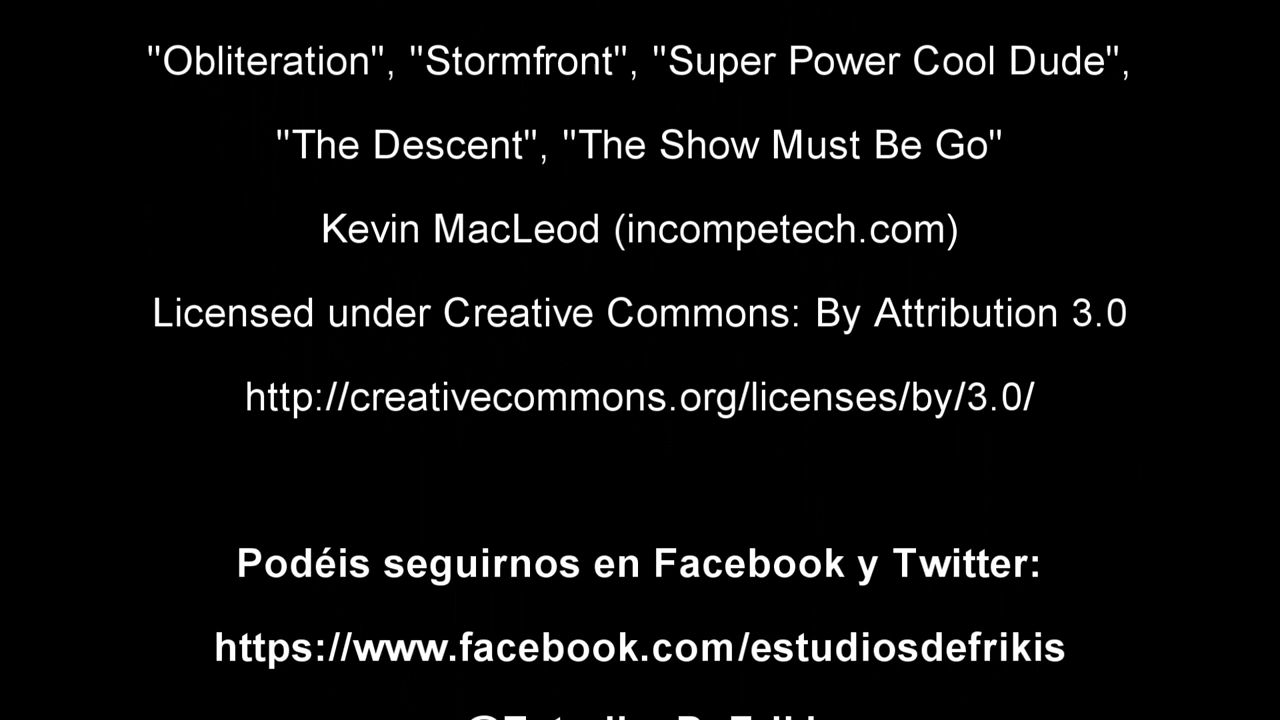 "Obliteration", "Stormfront", "Super Power Cool Dude",
"The Descent", "The Show Must Be Go"
Kevin MacLeod (incompetech.com)
Licensed under Creative Commons: By Attribution 3.0
http://creativecommons.org/licenses/by/3.0/
Podéis seguirnos en Facebook y Twitter:
https://www.facebook.com/estudiosdefrikis